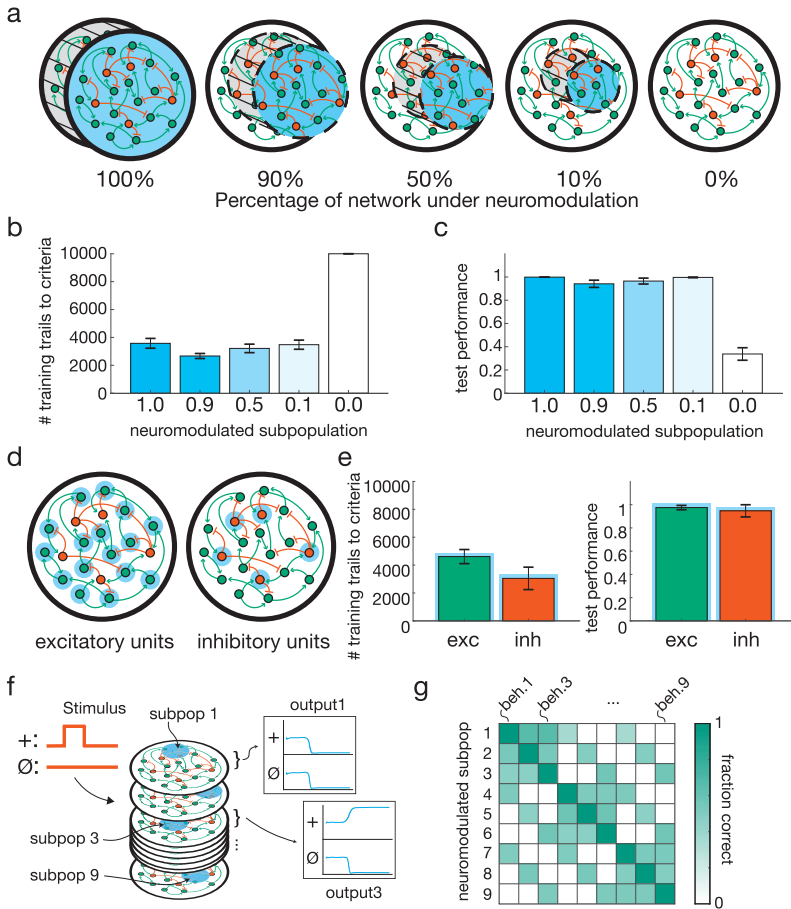 a
100%
90%
50%
10%
0%
Percentage of network under neuromodulation
b
# training trails to criteria
10000
8000
6000
4000
2000
0
1.0
0.9
0.5
0.1
0.0
neuromodulated subpopulation
c
test performance
1
0.8
0.6
0.4
0.2
0
1.0
0.9
0.5
0.1
0.0
neuromodulated subpopulation
d
excitatory units
inhibitory units
e
# training trails to criteria
10000
8000
6000
4000
2000
0
exc
inh
test performance
1
0.8
0.6
0.4
0.2
0
exc
inh
f
Stimulus
+:
Ø:
subpop 1
subpop 3
subpop 9
}
}
...
output1
+
Ø
+
Ø
output3
g
beh.1
beh.3
...
beh.9
neuromodulated subpop
1
2
3
4
5
6
7
8
9
1
fraction correct
0